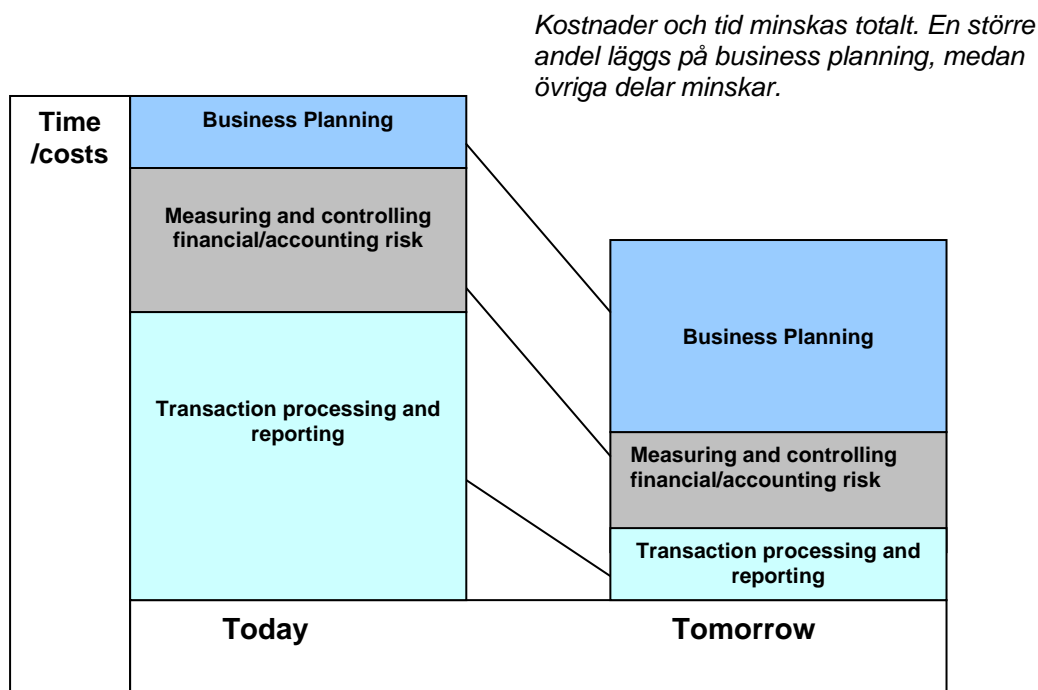 Kostnader och tid minskas totalt. En större
andel läggs på business planning, medan
övriga delar minskar.
Time
/costs
Business Planning
Measuring and controlling
financial/accounting risk
Transaction processing and
reporting
Business Planning
Measuring and controlling
financial/accounting risk
Transaction processing and
reporting
Today
Tomorrow